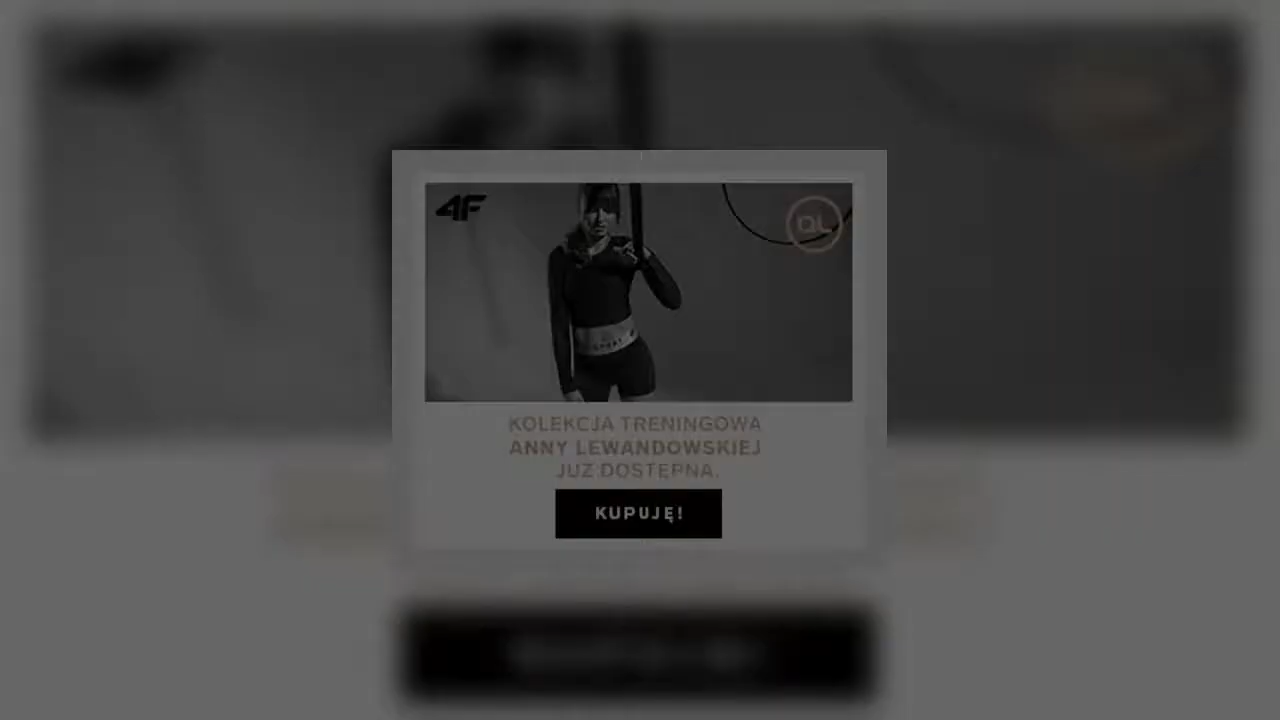 4F
KOLEKCJA TRENINGOWA
ANNY LEWANDOWSKIEJ
JUŻ DOSTĘPNA.
KUPUJĘ!